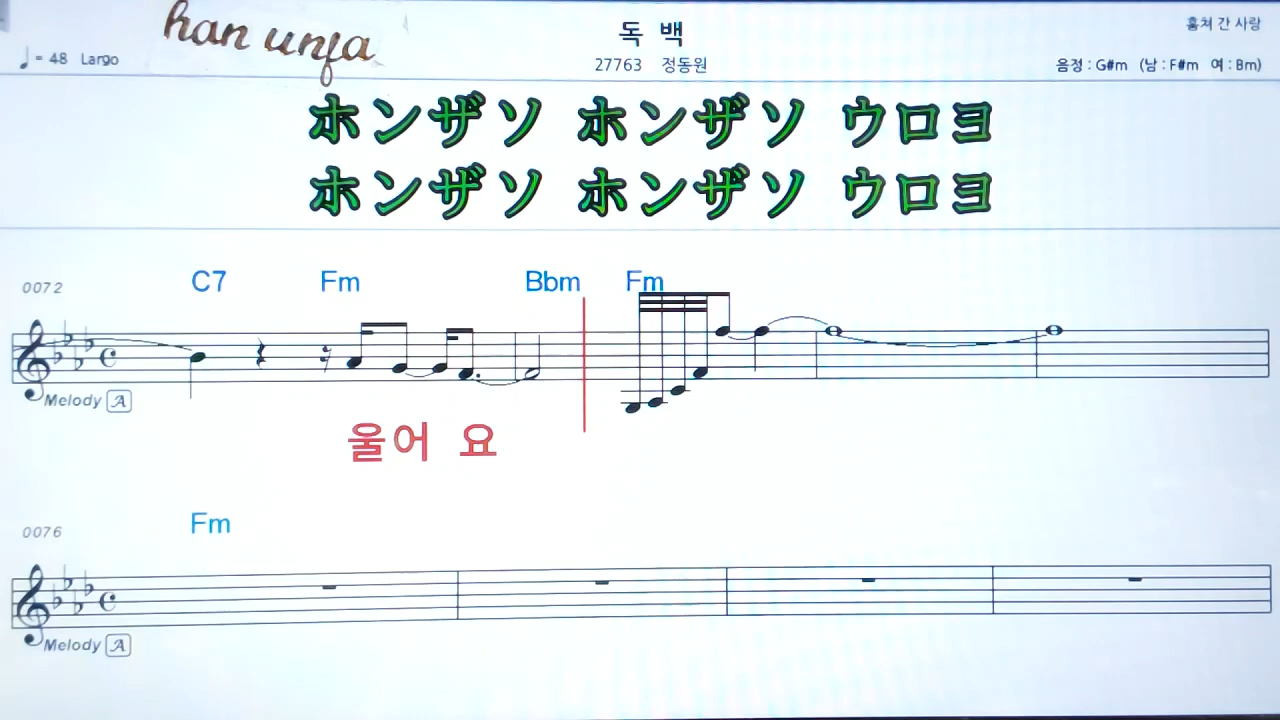 han unfa
독 백
훔쳐 간 사랑
♩ = 48 Largo
27763 정동원
음정 : G#m (남 : F#m 여 : Bm)
ホンザソ ホンザソ ウロヨ
ホンザソ ホンザソ ウロヨ
0072
C7 Fm Bbm Fm
Melody A
울어 요
0076
Fm
Melody A